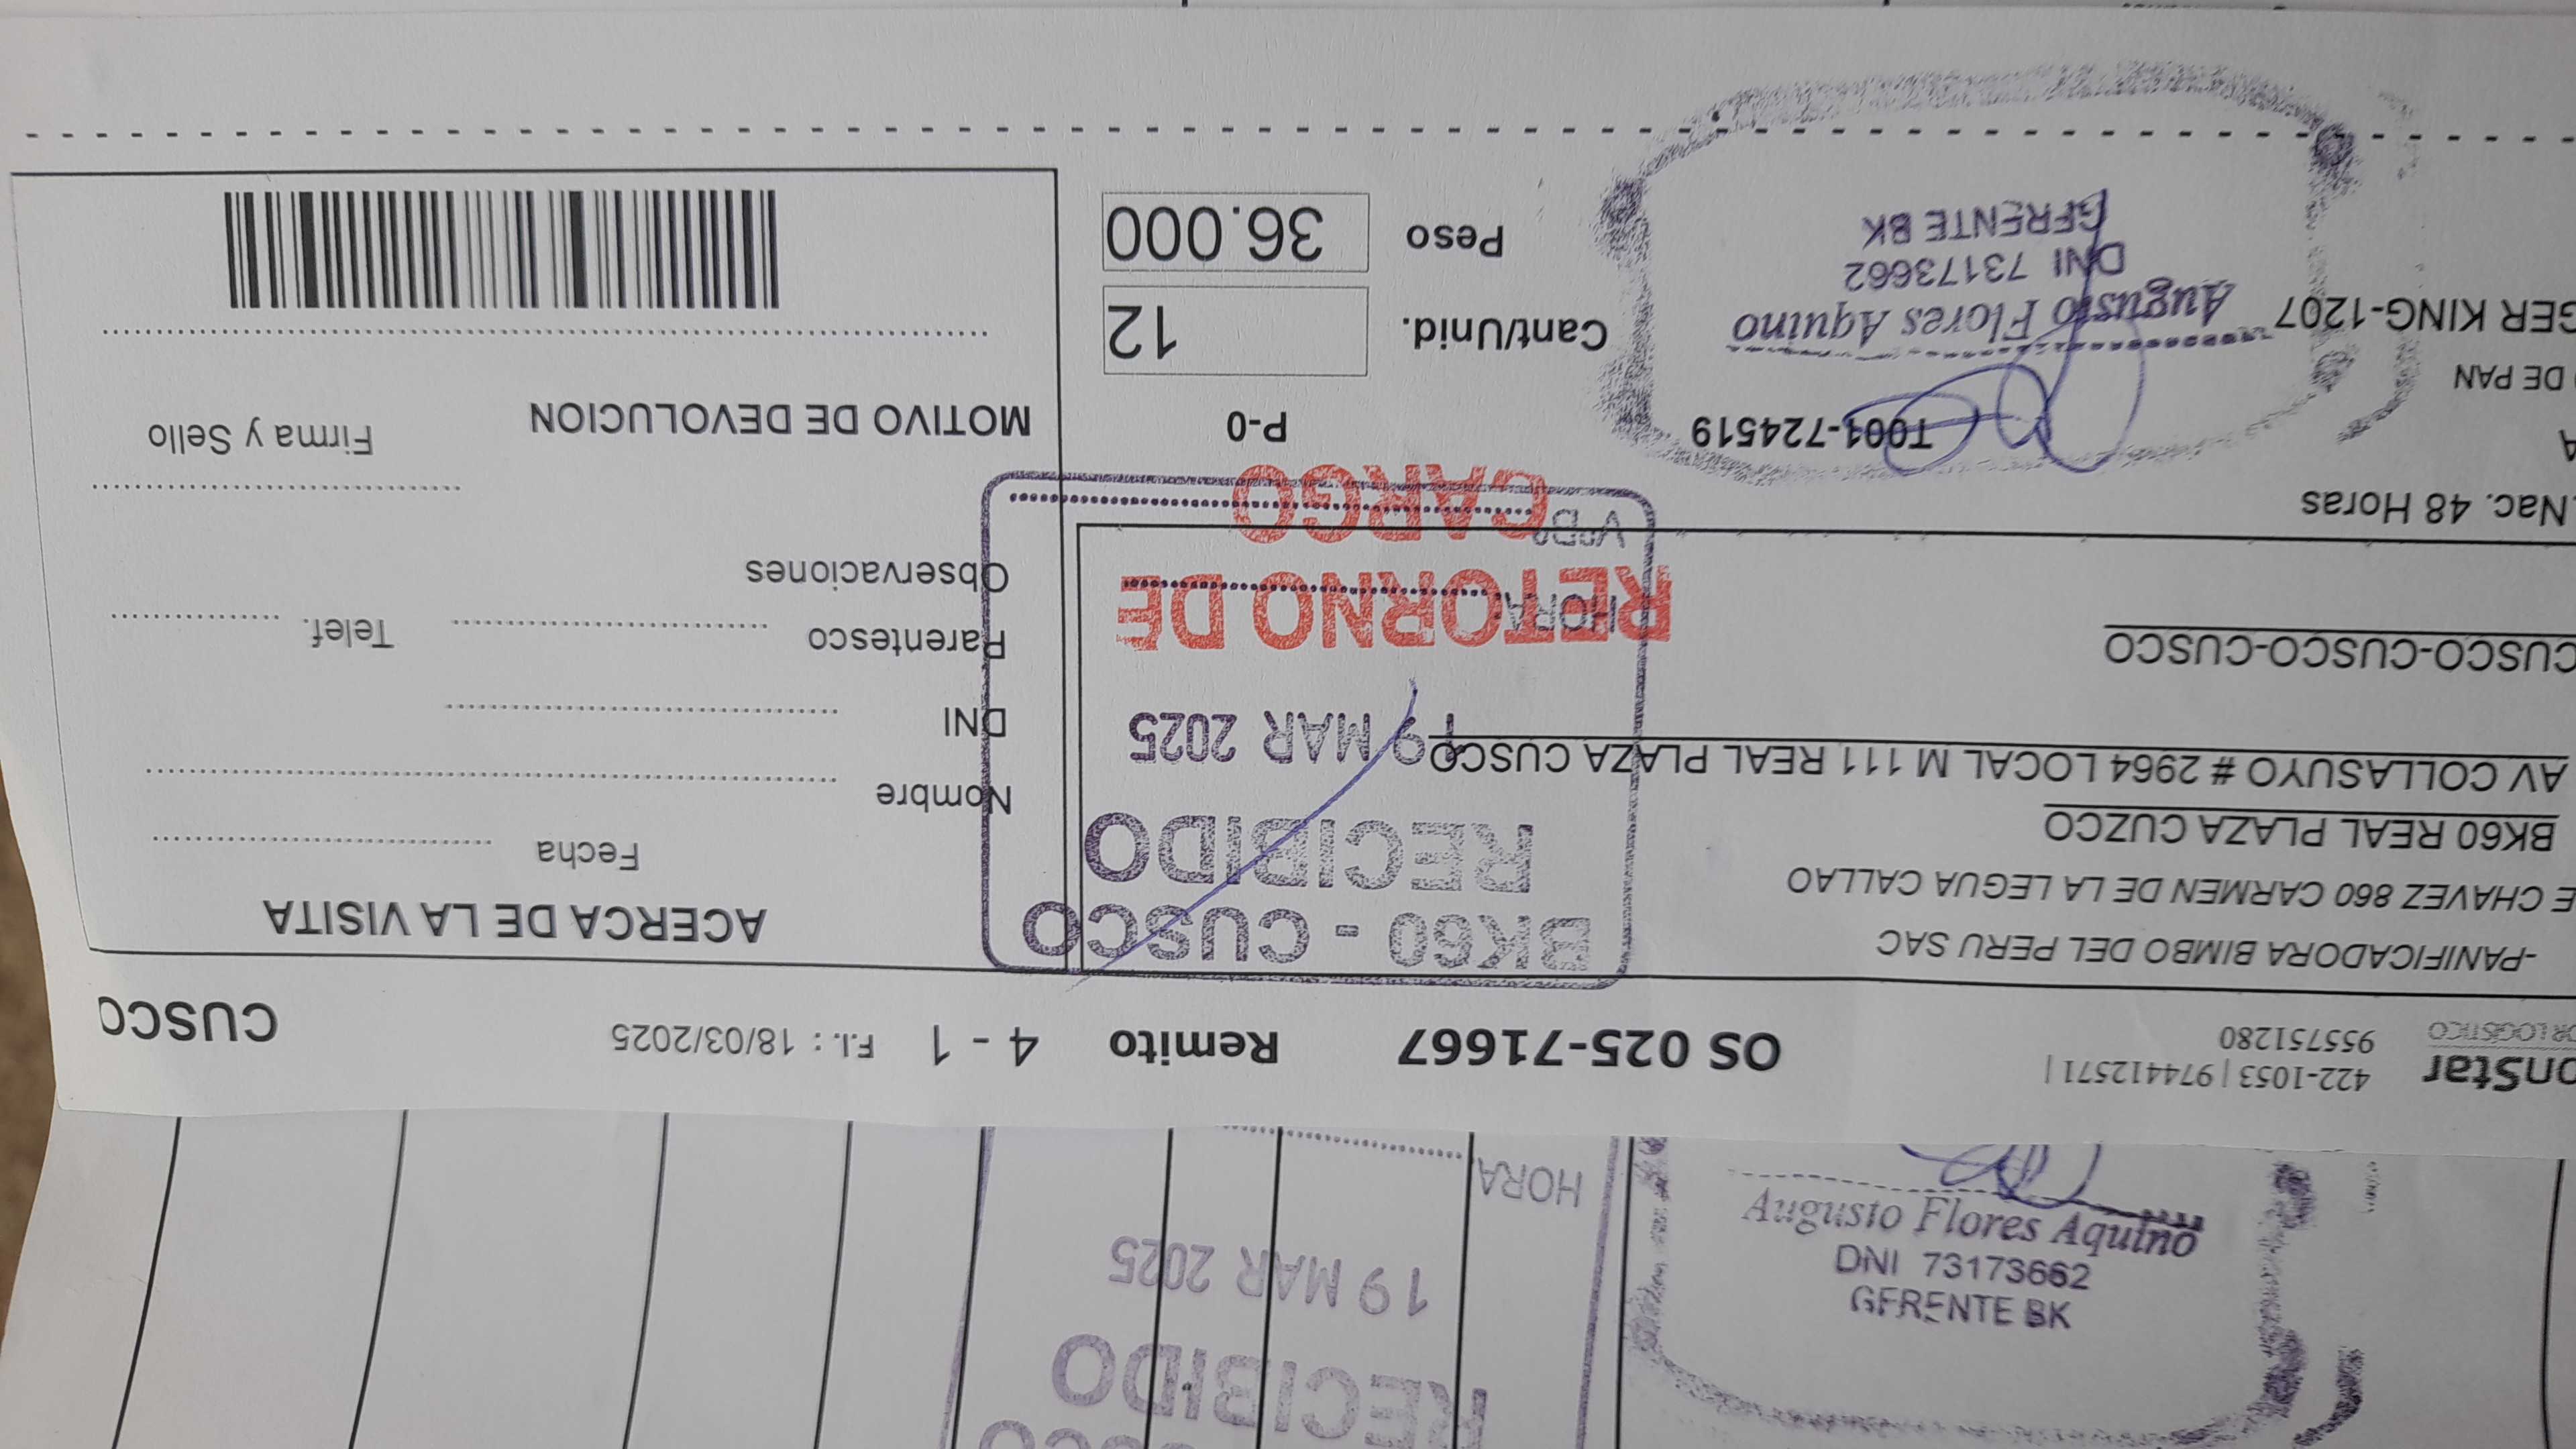 onStar
OR LOGÍSTICO
422-1053 | 974412571 |
955751280
OS 025-71667
Remito
4 - 1
F.I. : 18/03/2025
CUSCO
-PANIFICADORA BIMBO DEL PERU SAC
E CHAVEZ 860 CARMEN DE LA LEGUA CALLAO
BK60 REAL PLAZA CUZCO
AV COLLASUYO # 2964 LOCAL M 111 REAL PLAZA CUSCO
CUSCO-CUSCO-CUSCO
BK60 - CUSCO
RECIBIDO
19 MAR 2025
HORA:
VºBº
RETORNO DE
CARGO
ACERCA DE LA VISITA
Fecha
Nombre
DNI
Parentesco
Telef.
Observaciones
MOTIVO DE DEVOLUCION
Firma y Sello
.Nac. 48 Horas
A
DE PAN
GER KING-1207
T001-724519
P-0
Cant/Unid.
12
Peso
36.000
Augusto Flores Aquino
DNI 73173662
GERENTE BK
Augusto Flores Aquino
DNI 73173662
GERENTE BK
RECIBIDO
19 MAR 2025
HORA